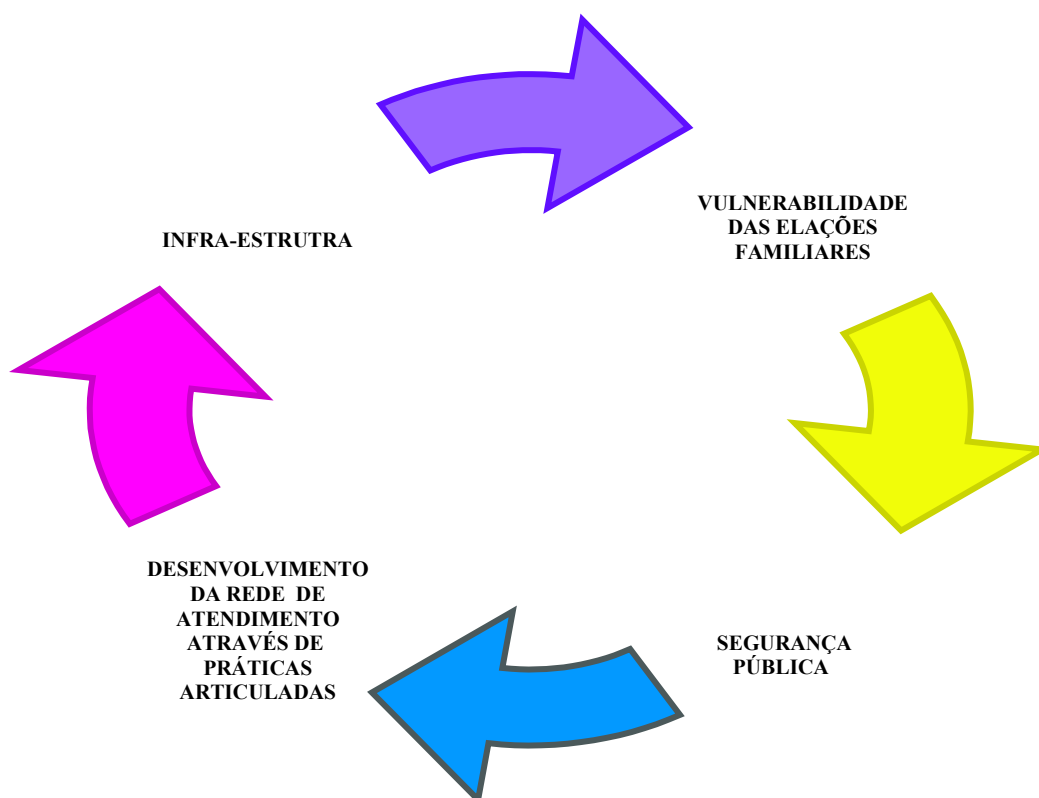 INFRA-ESTRUTRA
VULNERABILIDADE
DAS ELAÇÕES
FAMILIARES
SEGURANÇA
PÚBLICA
DESENVOLVIMENTO
DA REDE DE
ATENDIMENTO
ATRAVÉS DE
PRÁTICAS
ARTICULADAS